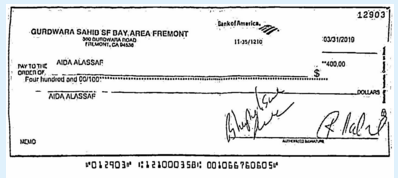 12903
GURDWARA SAHIB SF BAY, AREA FREMONT
300 GURDWARA ROAD
FREMONT, CA 94536
Bank of America.
11-35/1210
03/31/2019
PAY TO THE ORDER OF
AIDA ALASSAF
$ **400.00
Four hundred and 00/100
DOLLARS
AIDA ALASSAF
MEMO
AUTHORIZED SIGNATURE